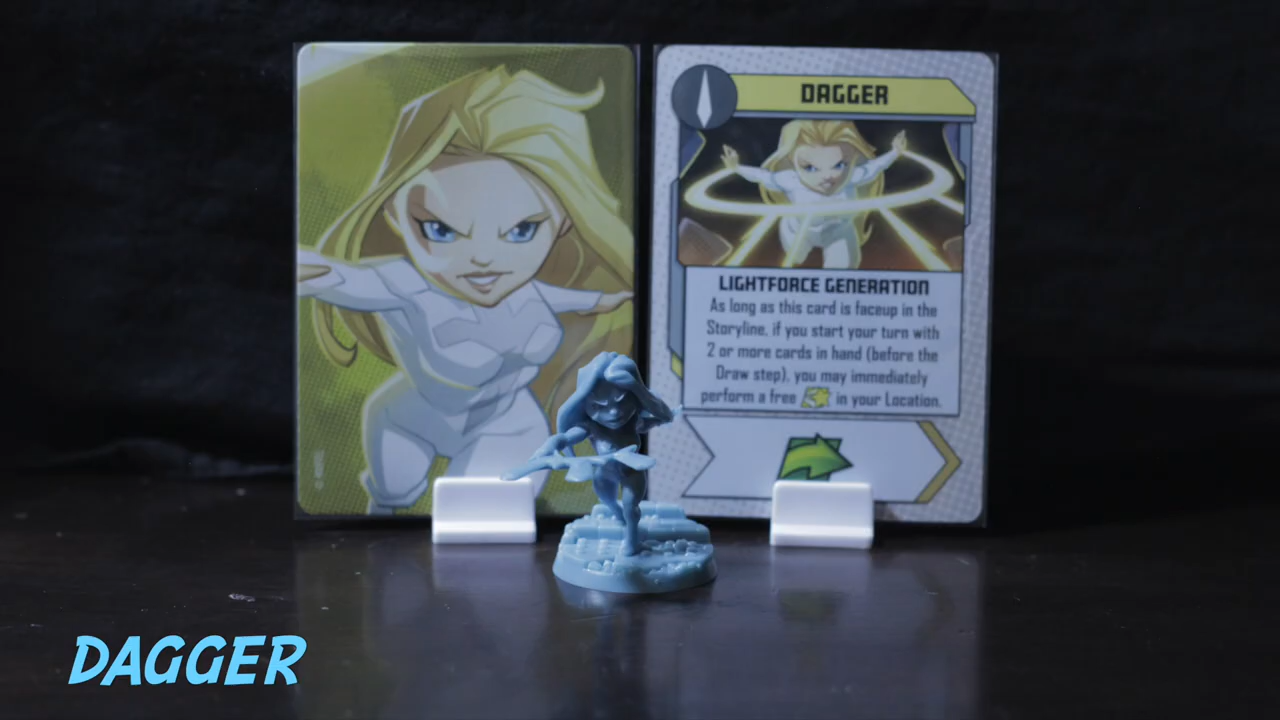 DAGGER
LIGHTFORCE GENERATION
As long as this card is faceup in the
Storyline, if you start your turn with
2 or more cards in hand (before the
Draw step), you may immediately
perform a free in your Location.
DAGGER